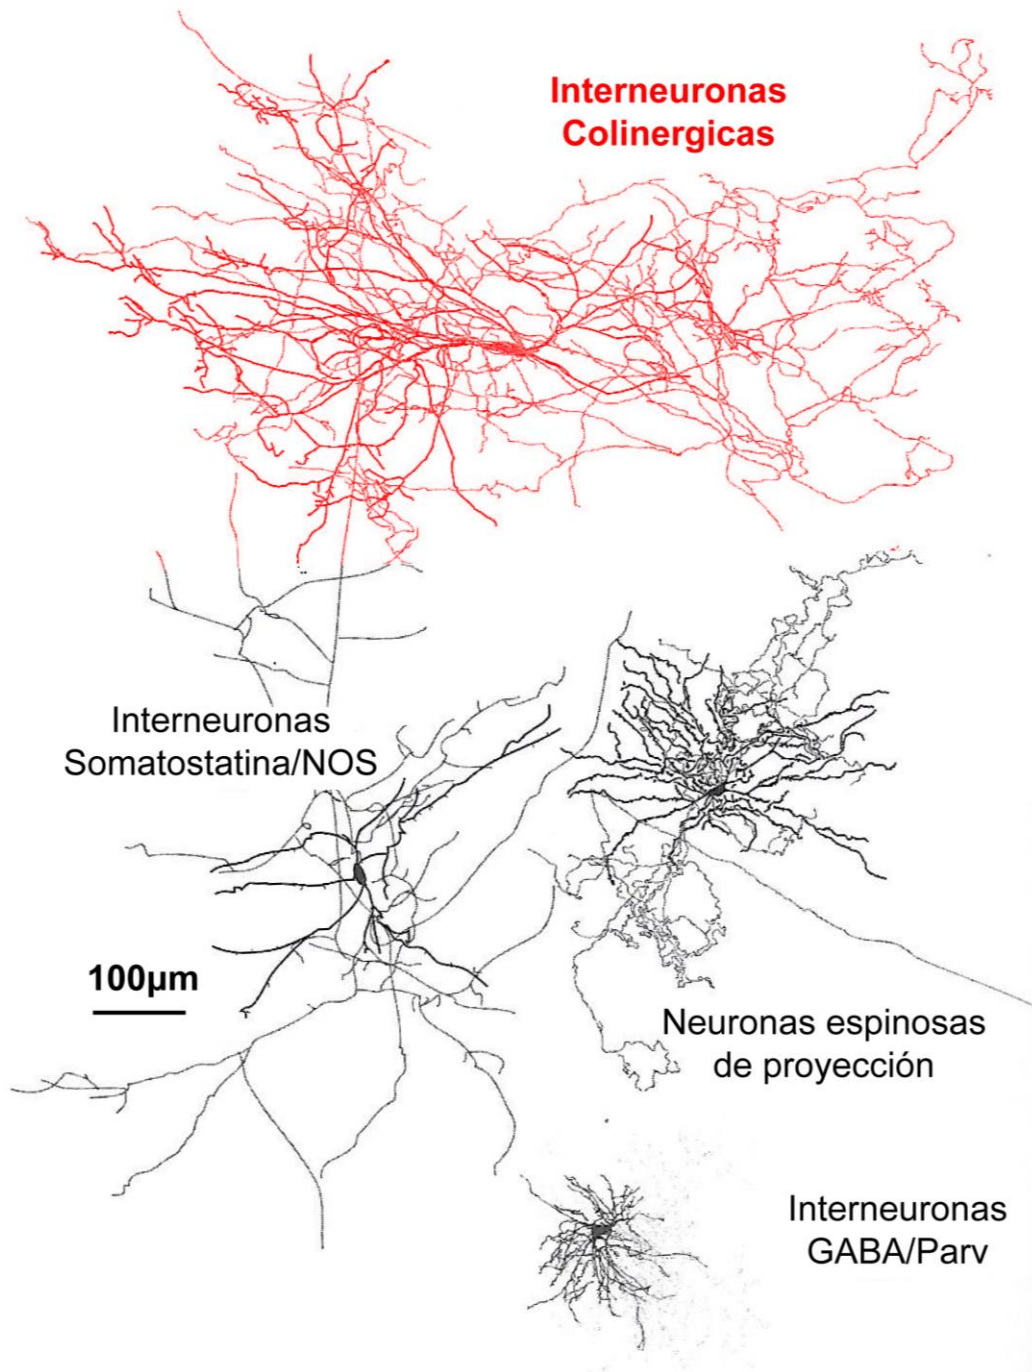 Interneuronas
Colinergicas
Interneuronas
Somatostatina/NOS
100µm
Neuronas espinosas
de proyección
Interneuronas
GABA/Parv